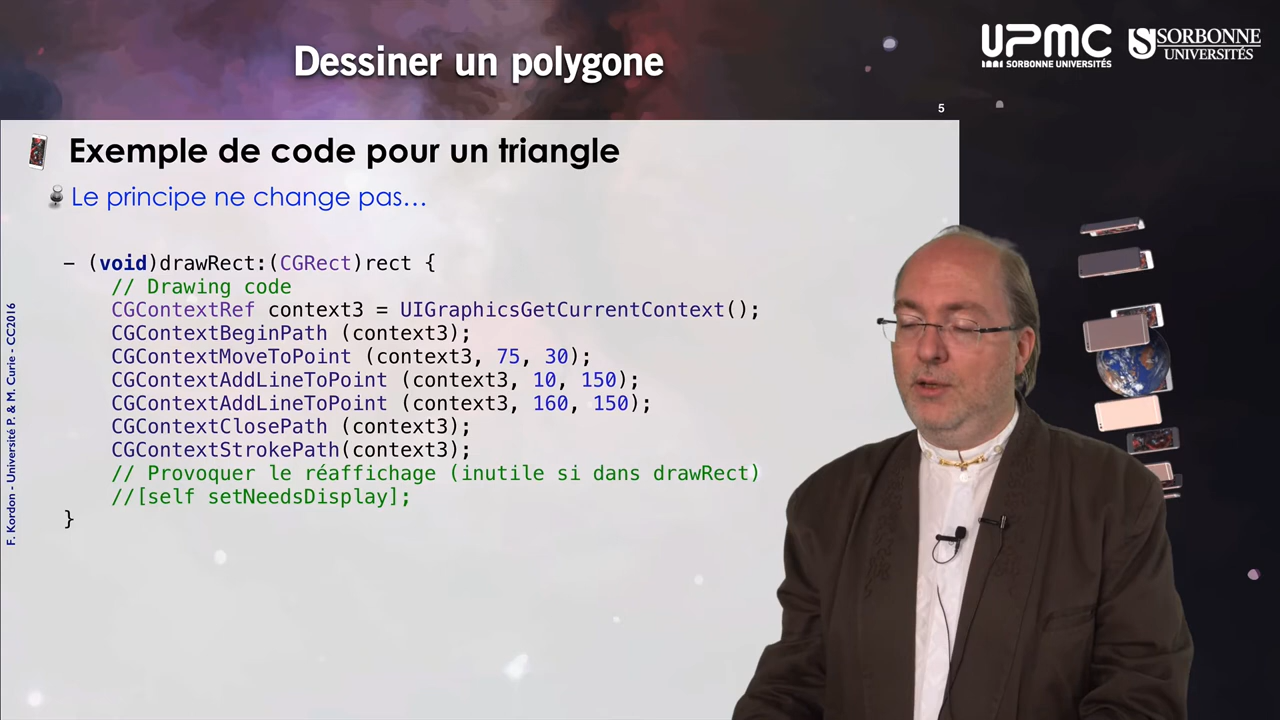 Dessiner un polygone
UPMC
SORBONNE UNIVERSITÉS
SORBONNE
UNIVERSITÉS
5
Exemple de code pour un triangle
Le principe ne change pas…
– (void)drawRect:(CGRect)rect {
// Drawing code
CGContextRef context3 = UIGraphicsGetCurrentContext();
CGContextBeginPath (context3);
CGContextMoveToPoint (context3, 75, 30);
CGContextAddLineToPoint (context3, 10, 150);
CGContextAddLineToPoint (context3, 160, 150);
CGContextClosePath (context3);
CGContextStrokePath(context3);
// Provoquer le réaffichage (inutile si dans drawRect)
//[self setNeedsDisplay];
}
F. Kordon - Université P. & M. Curie - CC2016